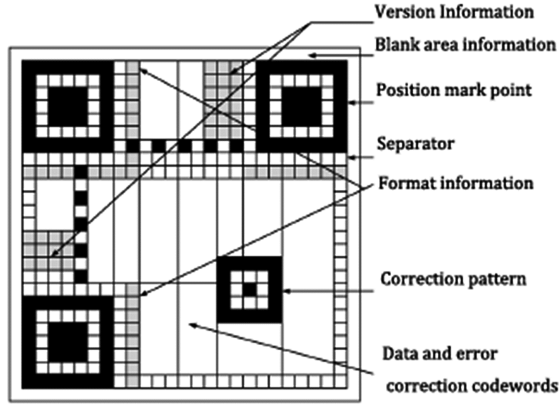 Version Information
Blank area information
Position mark point
Separator
Format information
Correction pattern
Data and error
correction codewords